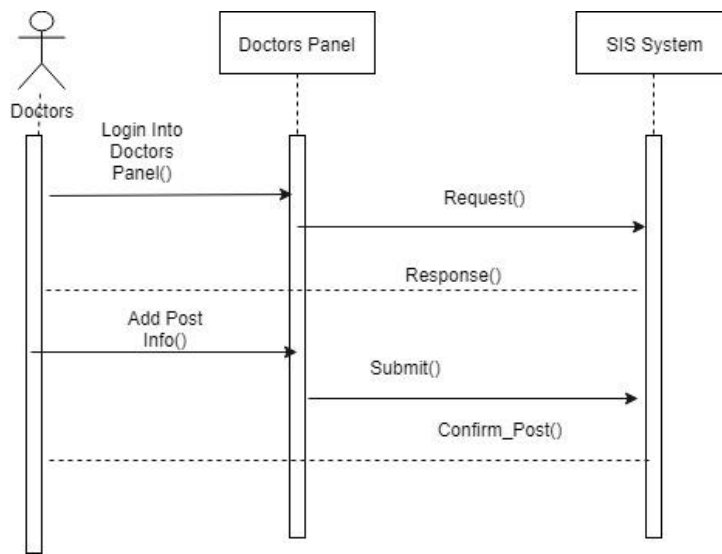 Doctors Panel
SIS System
Doctors
Login Into
Doctors
Panel()
Request()
Response()
Add Post
Info()
Submit()
Confirm_Post()